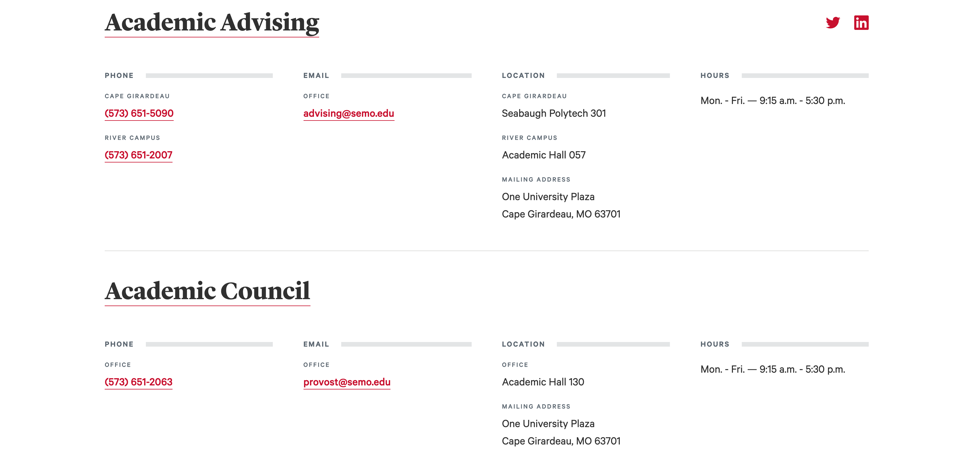 Academic Advising
PHONE
CAPE GIRARDEAU
(573) 651-5090
RIVER CAMPUS
(573) 651-2007
EMAIL
OFFICE
advising@semo.edu
LOCATION
CAPE GIRARDEAU
Seabaugh Polytech 301
RIVER CAMPUS
Academic Hall 057
MAILING ADDRESS
One University Plaza
Cape Girardeau, MO 63701
HOURS
Mon. - Fri. — 9:15 a.m. - 5:30 p.m.
Academic Council
PHONE
OFFICE
(573) 651-2063
EMAIL
OFFICE
provost@semo.edu
LOCATION
OFFICE
Academic Hall 130
MAILING ADDRESS
One University Plaza
Cape Girardeau, MO 63701
HOURS
Mon. - Fri. — 9:15 a.m. - 5:30 p.m.